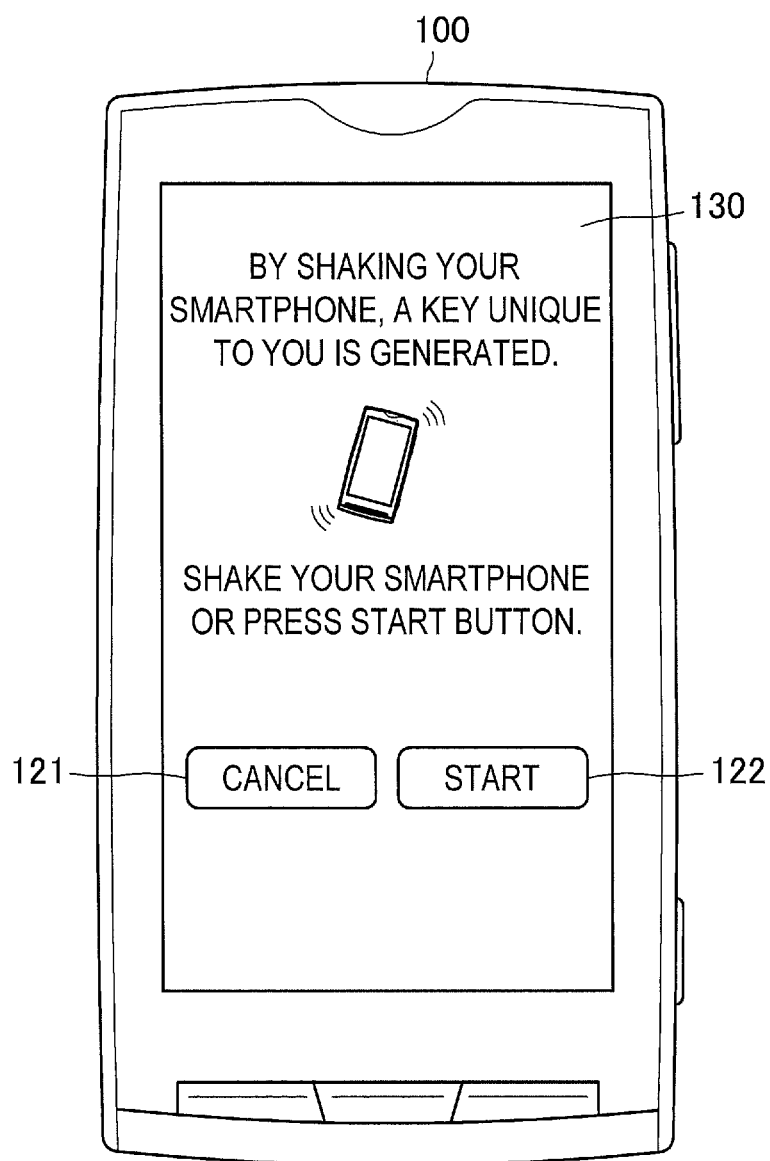 100
130
BY SHAKING YOUR
SMARTPHONE, A KEY UNIQUE
TO YOU IS GENERATED.
SHAKE YOUR SMARTPHONE
OR PRESS START BUTTON.
121 CANCEL START 122